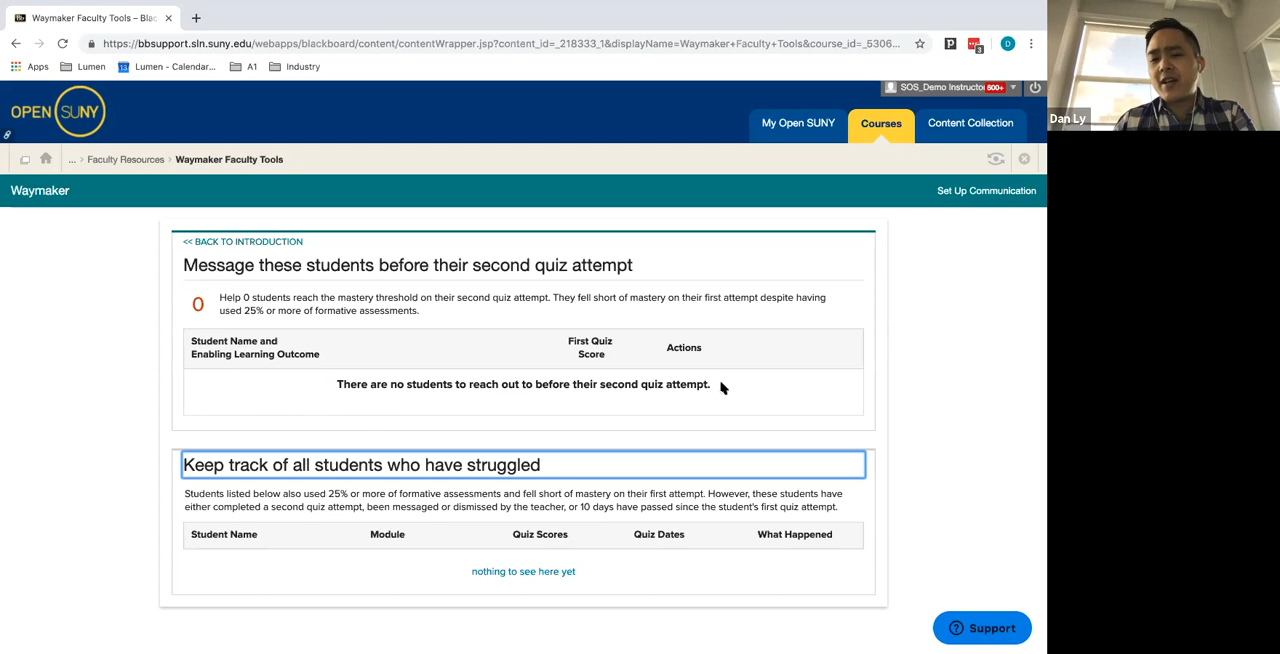 Waymaker Faculty Tools – Blac
https://bbsupport.sln.suny.edu/webapps/blackboard/content/contentWrapper.jsp?content_id=_218333_1&displayName=Waymaker+Faculty+Tools&course_id=_5306...
P
3
D
Apps Lumen Lumen - Calendar... A1 Industry
OPEN SUNY
SOS_Demo Instructor 500+
My Open SUNY Courses Content Collection
... Faculty Resources > Waymaker Faculty Tools
Waymaker Set Up Communication
<< BACK TO INTRODUCTION
Message these students before their second quiz attempt
0 Help 0 students reach the mastery threshold on their second quiz attempt. They fell short of mastery on their first attempt despite having
used 25% or more of formative assessments.
Student Name and
Enabling Learning Outcome
First Quiz
Score
Actions
There are no students to reach out to before their second quiz attempt.
Keep track of all students who have struggled
Students listed below also used 25% or more of formative assessments and fell short of mastery on their first attempt. However, these students have
either completed a second quiz attempt, been messaged or dismissed by the teacher, or 10 days have passed since the student's first quiz attempt.
Student Name Module Quiz Scores Quiz Dates What Happened
nothing to see here yet
Support
Dan Ly